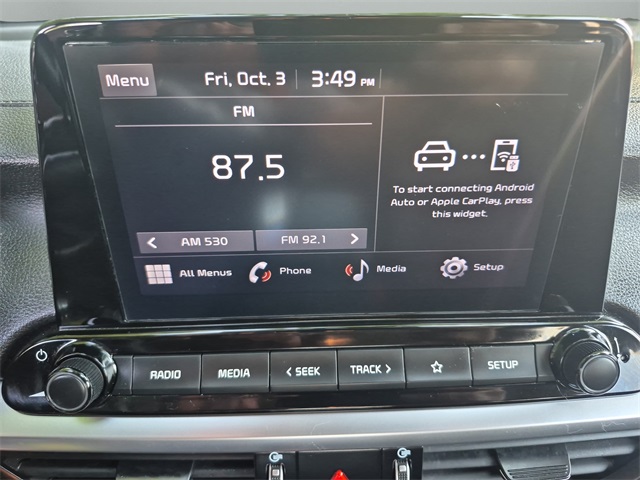 Menu
Fri, Oct. 3
3:49 PM
FM
87.5
To start connecting Android
Auto or Apple CarPlay, press
this widget.
< AM 530
FM 92.1 >
All Menus
Phone
Media
Setup
RADIO
MEDIA
< SEEK
TRACK >
SETUP